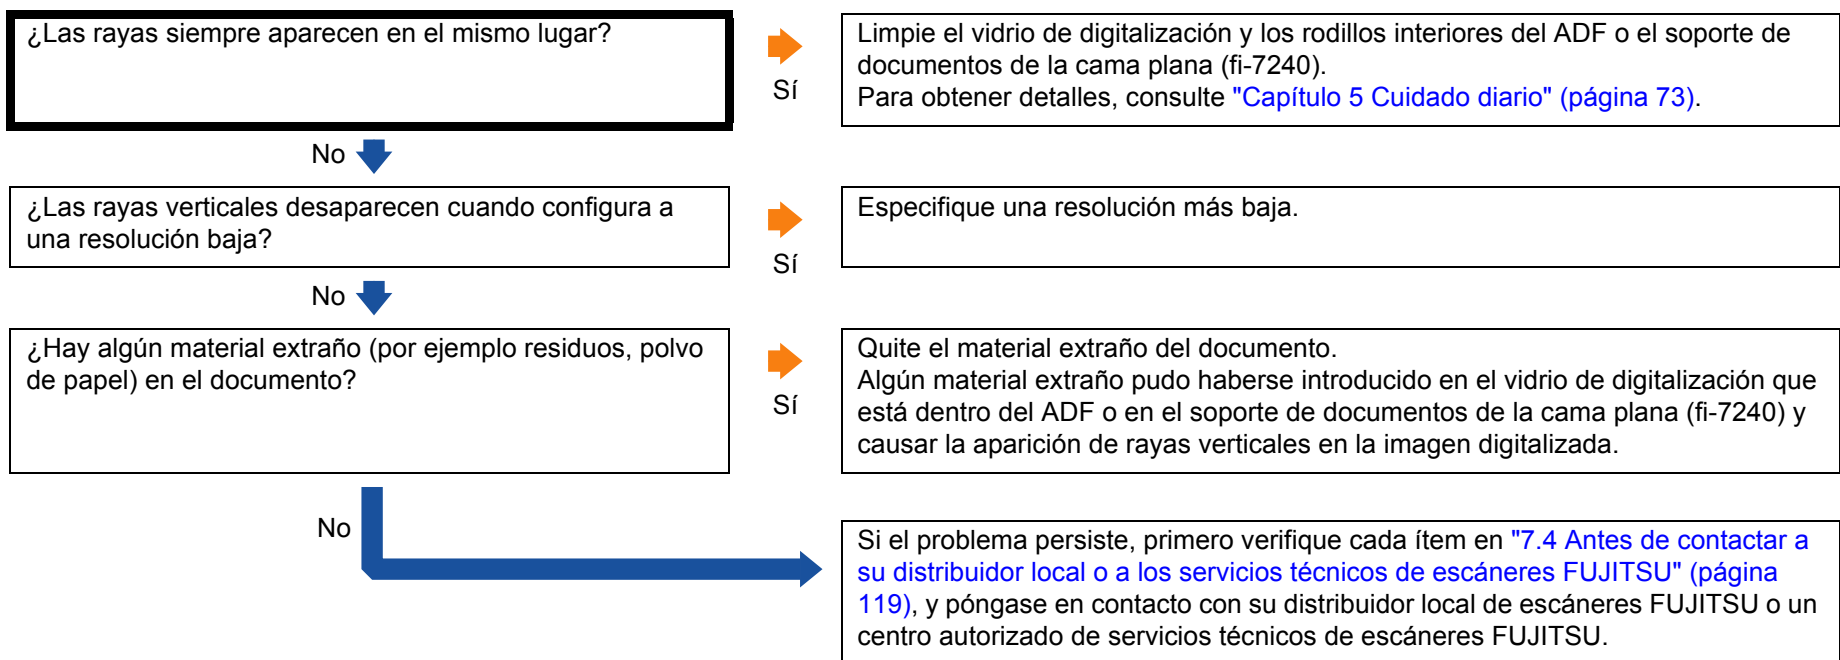 ¿Las rayas siempre aparecen en el mismo lugar?
Sí
Limpie el vidrio de digitalización y los rodillos interiores del ADF o el soporte de
documentos de la cama plana (fi-7240).
Para obtener detalles, consulte "Capítulo 5 Cuidado diario" (página 73).
No
¿Las rayas verticales desaparecen cuando configura a
una resolución baja?
Sí
Especifique una resolución más baja.
No
¿Hay algún material extraño (por ejemplo residuos, polvo
de papel) en el documento?
Sí
Quite el material extraño del documento.
Algún material extraño pudo haberse introducido en el vidrio de digitalización que
está dentro del ADF o en el soporte de documentos de la cama plana (fi-7240) y
causar la aparición de rayas verticales en la imagen digitalizada.
No
Si el problema persiste, primero verifique cada ítem en "7.4 Antes de contactar a
su distribuidor local o a los servicios técnicos de escáneres FUJITSU" (página
119), y póngase en contacto con su distribuidor local de escáneres FUJITSU o un
centro autorizado de servicios técnicos de escáneres FUJITSU.